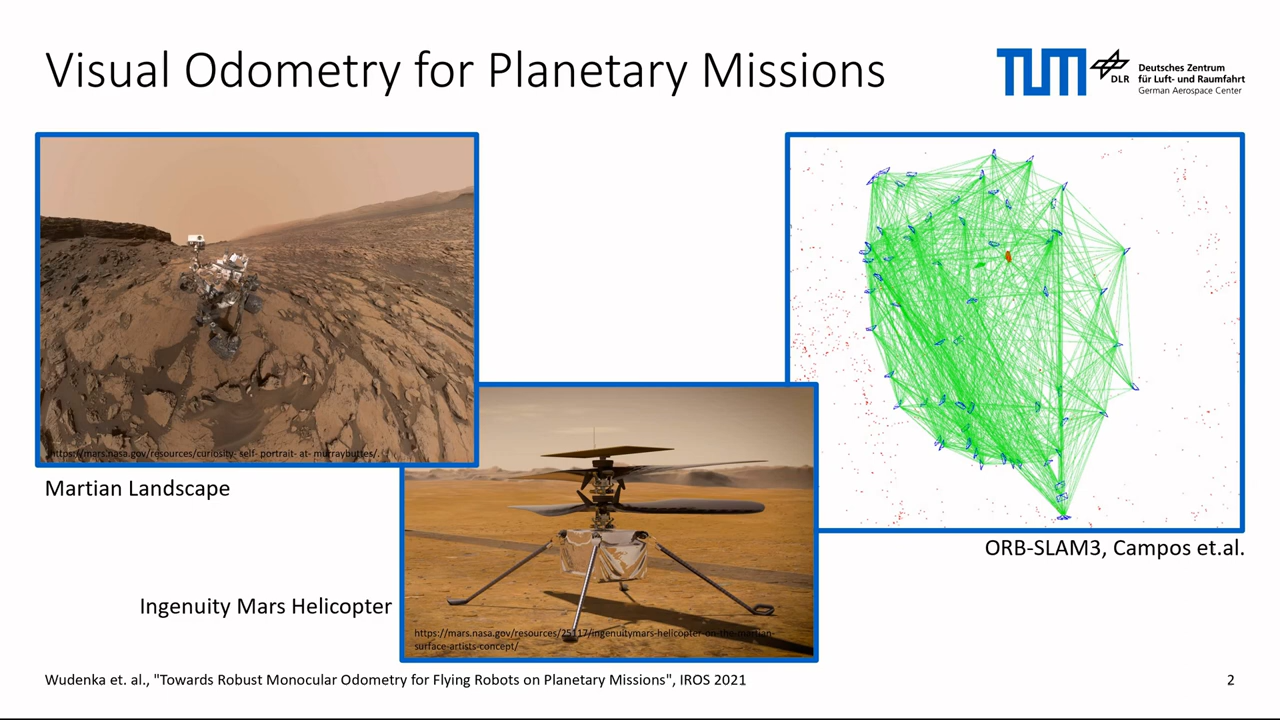 Visual Odometry for Planetary Missions
TUM
DLR
Deutsches Zentrum
für Luft- und Raumfahrt
German Aerospace Center
https://mars.nasa.gov/resources/curiosity- self- portrait- at- murraybuttes/
Martian Landscape
ORB-SLAM3, Campos et.al.
Ingenuity Mars Helicopter
https://mars.nasa.gov/resources/25117/ingenuitymars-helicopter-on-the-martian-
surface-artists-concept/
Wudenka et. al., "Towards Robust Monocular Odometry for Flying Robots on Planetary Missions", IROS 2021
2